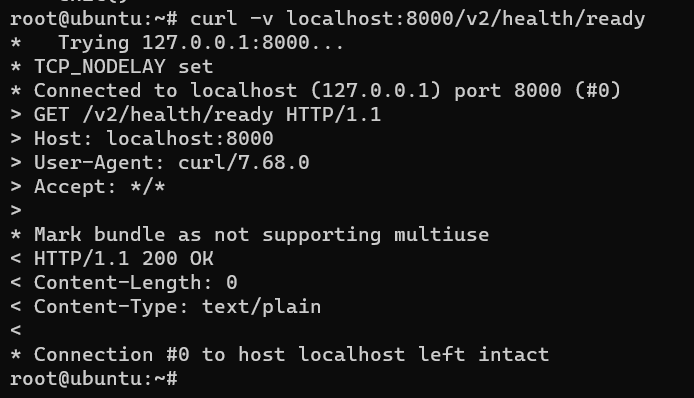 root@ubuntu:~# curl -v localhost:8000/v2/health/ready
*   Trying 127.0.0.1:8000...
* TCP_NODELAY set
* Connected to localhost (127.0.0.1) port 8000 (#0)
> GET /v2/health/ready HTTP/1.1
> Host: localhost:8000
> User-Agent: curl/7.68.0
> Accept: */*
>
* Mark bundle as not supporting multiuse
< HTTP/1.1 200 OK
< Content-Length: 0
< Content-Type: text/plain
<
* Connection #0 to host localhost left intact
root@ubuntu:~#